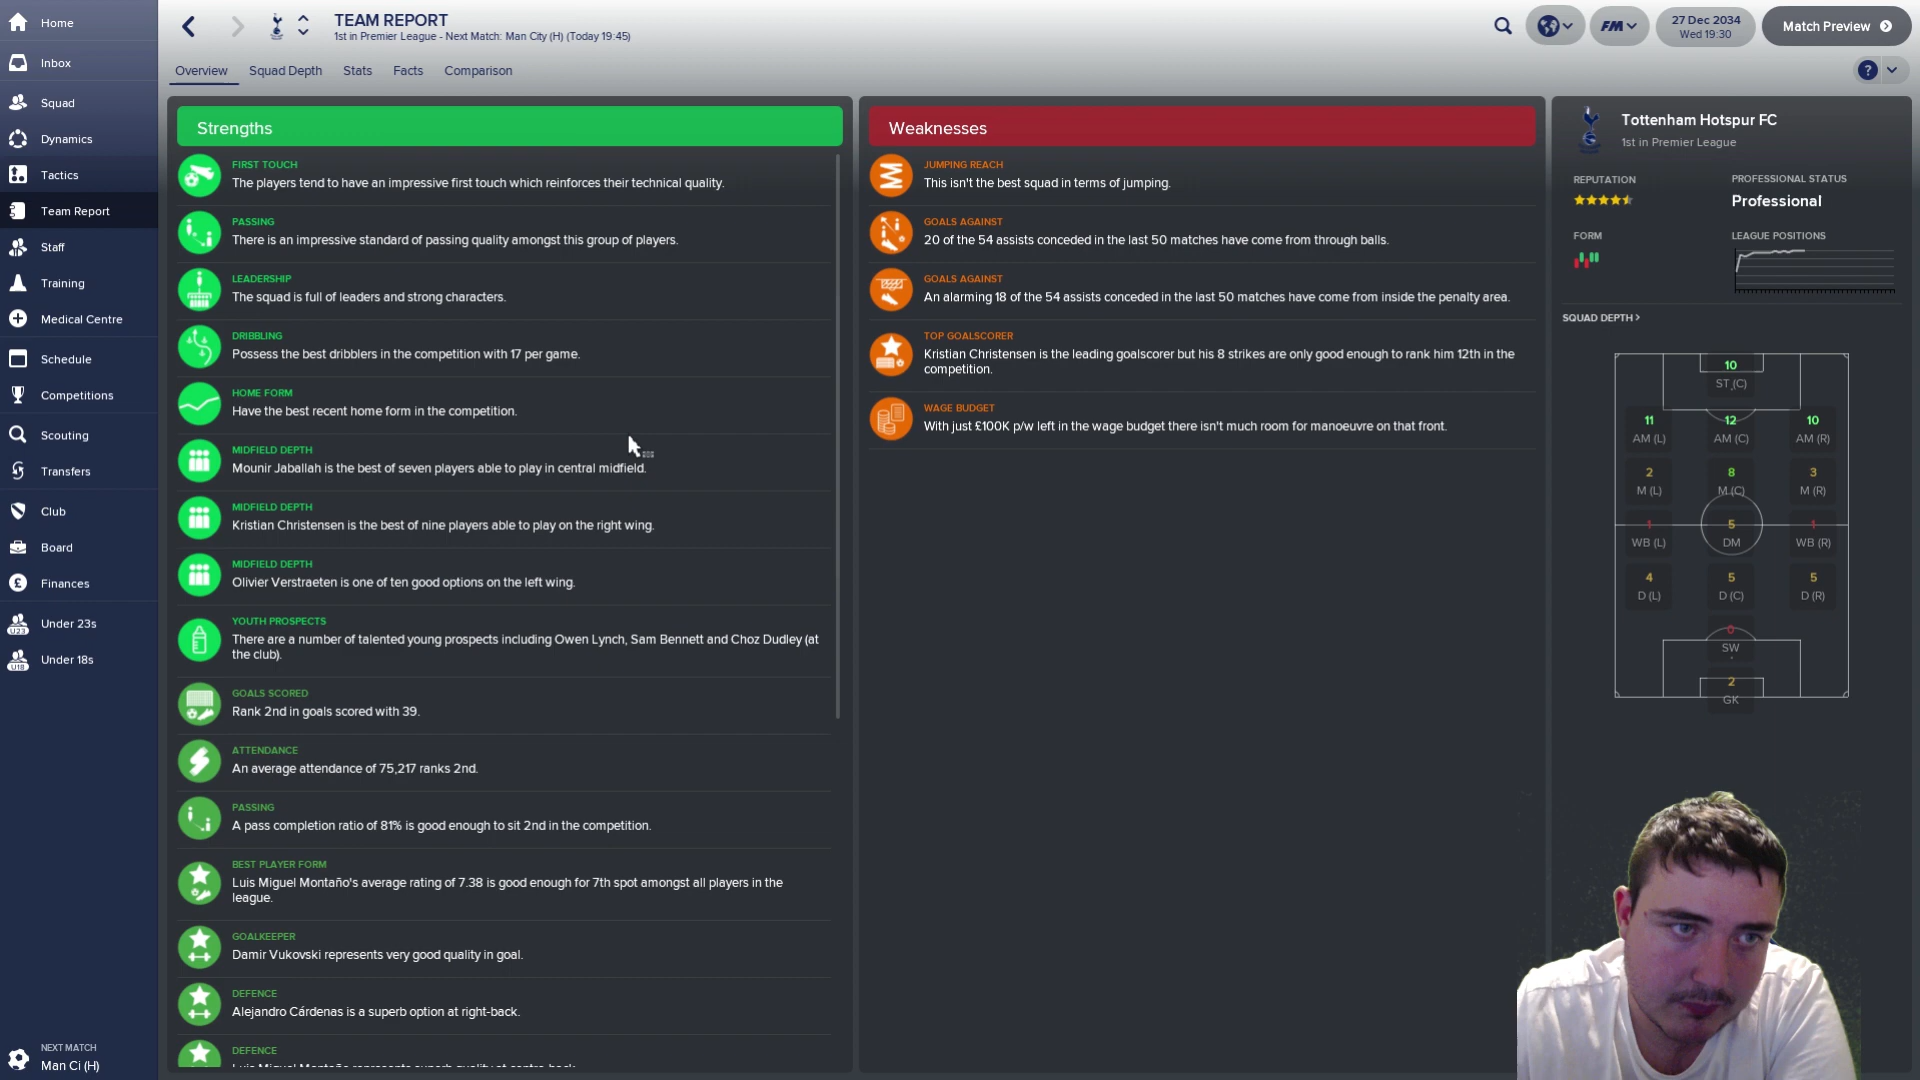 Home
Inbox
Squad
Dynamics
Tactics
Team Report
Staff
Training
Medical Centre
Schedule
Competitions
Scouting
Transfers
Club
Board
Finances
U23
Under 23s
U18
Under 18s
NEXT MATCH
Man Ci (H)
TEAM REPORT
1st in Premier League - Next Match: Man City (H) (Today 19:45)
FM
27 Dec 2034
Wed 19:30
Match Preview
Overview
Squad Depth
Stats
Facts
Comparison
?
Strengths
FIRST TOUCH
The players tend to have an impressive first touch which reinforces their technical quality.
PASSING
There is an impressive standard of passing quality amongst this group of players.
LEADERSHIP
The squad is full of leaders and strong characters.
DRIBBLING
Possess the best dribblers in the competition with 17 per game.
HOME FORM
Have the best recent home form in the competition.
MIDFIELD DEPTH
Mounir Jaballah is the best of seven players able to play in central midfield.
MIDFIELD DEPTH
Kristian Christensen is the best of nine players able to play on the right wing.
MIDFIELD DEPTH
Olivier Verstraeten is one of ten good options on the left wing.
YOUTH PROSPECTS
There are a number of talented young prospects including Owen Lynch, Sam Bennett and Choz Dudley (at
the club).
GOALS SCORED
Rank 2nd in goals scored with 39.
ATTENDANCE
An average attendance of 75,217 ranks 2nd.
PASSING
A pass completion ratio of 81% is good enough to sit 2nd in the competition.
BEST PLAYER FORM
Luis Miguel Montaño's average rating of 7.38 is good enough for 7th spot amongst all players in the
league.
GOALKEEPER
Damir Vukovski represents very good quality in goal.
DEFENCE
Alejandro Cárdenas is a superb option at right-back.
DEFENCE
Luis Miguel Montaño represents superb quality at centre-back.
Weaknesses
JUMPING REACH
This isn't the best squad in terms of jumping.
GOALS AGAINST
20 of the 54 assists conceded in the last 50 matches have come from through balls.
GOALS AGAINST
An alarming 18 of the 54 assists conceded in the last 50 matches have come from inside the penalty area.
TOP GOALSCORER
Kristian Christensen is the leading goalscorer but his 8 strikes are only good enough to rank him 12th in the
competition.
WAGE BUDGET
With just £100K p/w left in the wage budget there isn't much room for manoeuvre on that front.
Tottenham Hotspur FC
1st in Premier League
REPUTATION
PROFESSIONAL STATUS
Professional
FORM
LEAGUE POSITIONS
SQUAD DEPTH >
10
ST (C)
11 12 10
AM (L) AM (C) AM (R)
2 8 3
M (L) M (C) M (R)
1 5 1
WB (L) DM WB (R)
4 5 5
D (L) D (C) D (R)
0
SW
2
GK